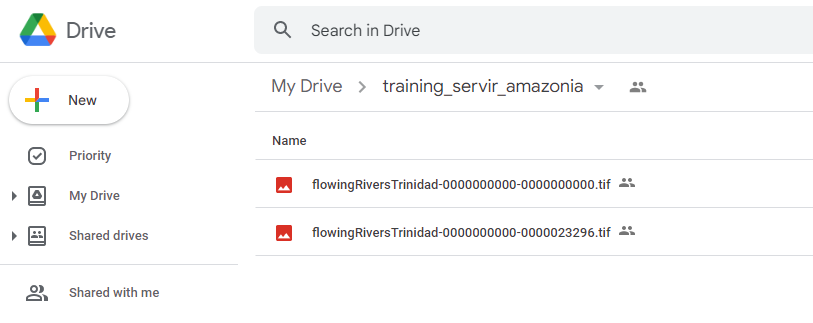 Drive
Search in Drive
My Drive
training_servir_amazonia
New
Name
Priority
flowingRiversTrinidad-0000000000-0000000000.tif
My Drive
flowingRiversTrinidad-0000000000-0000023296.tif
Shared drives
Shared with me